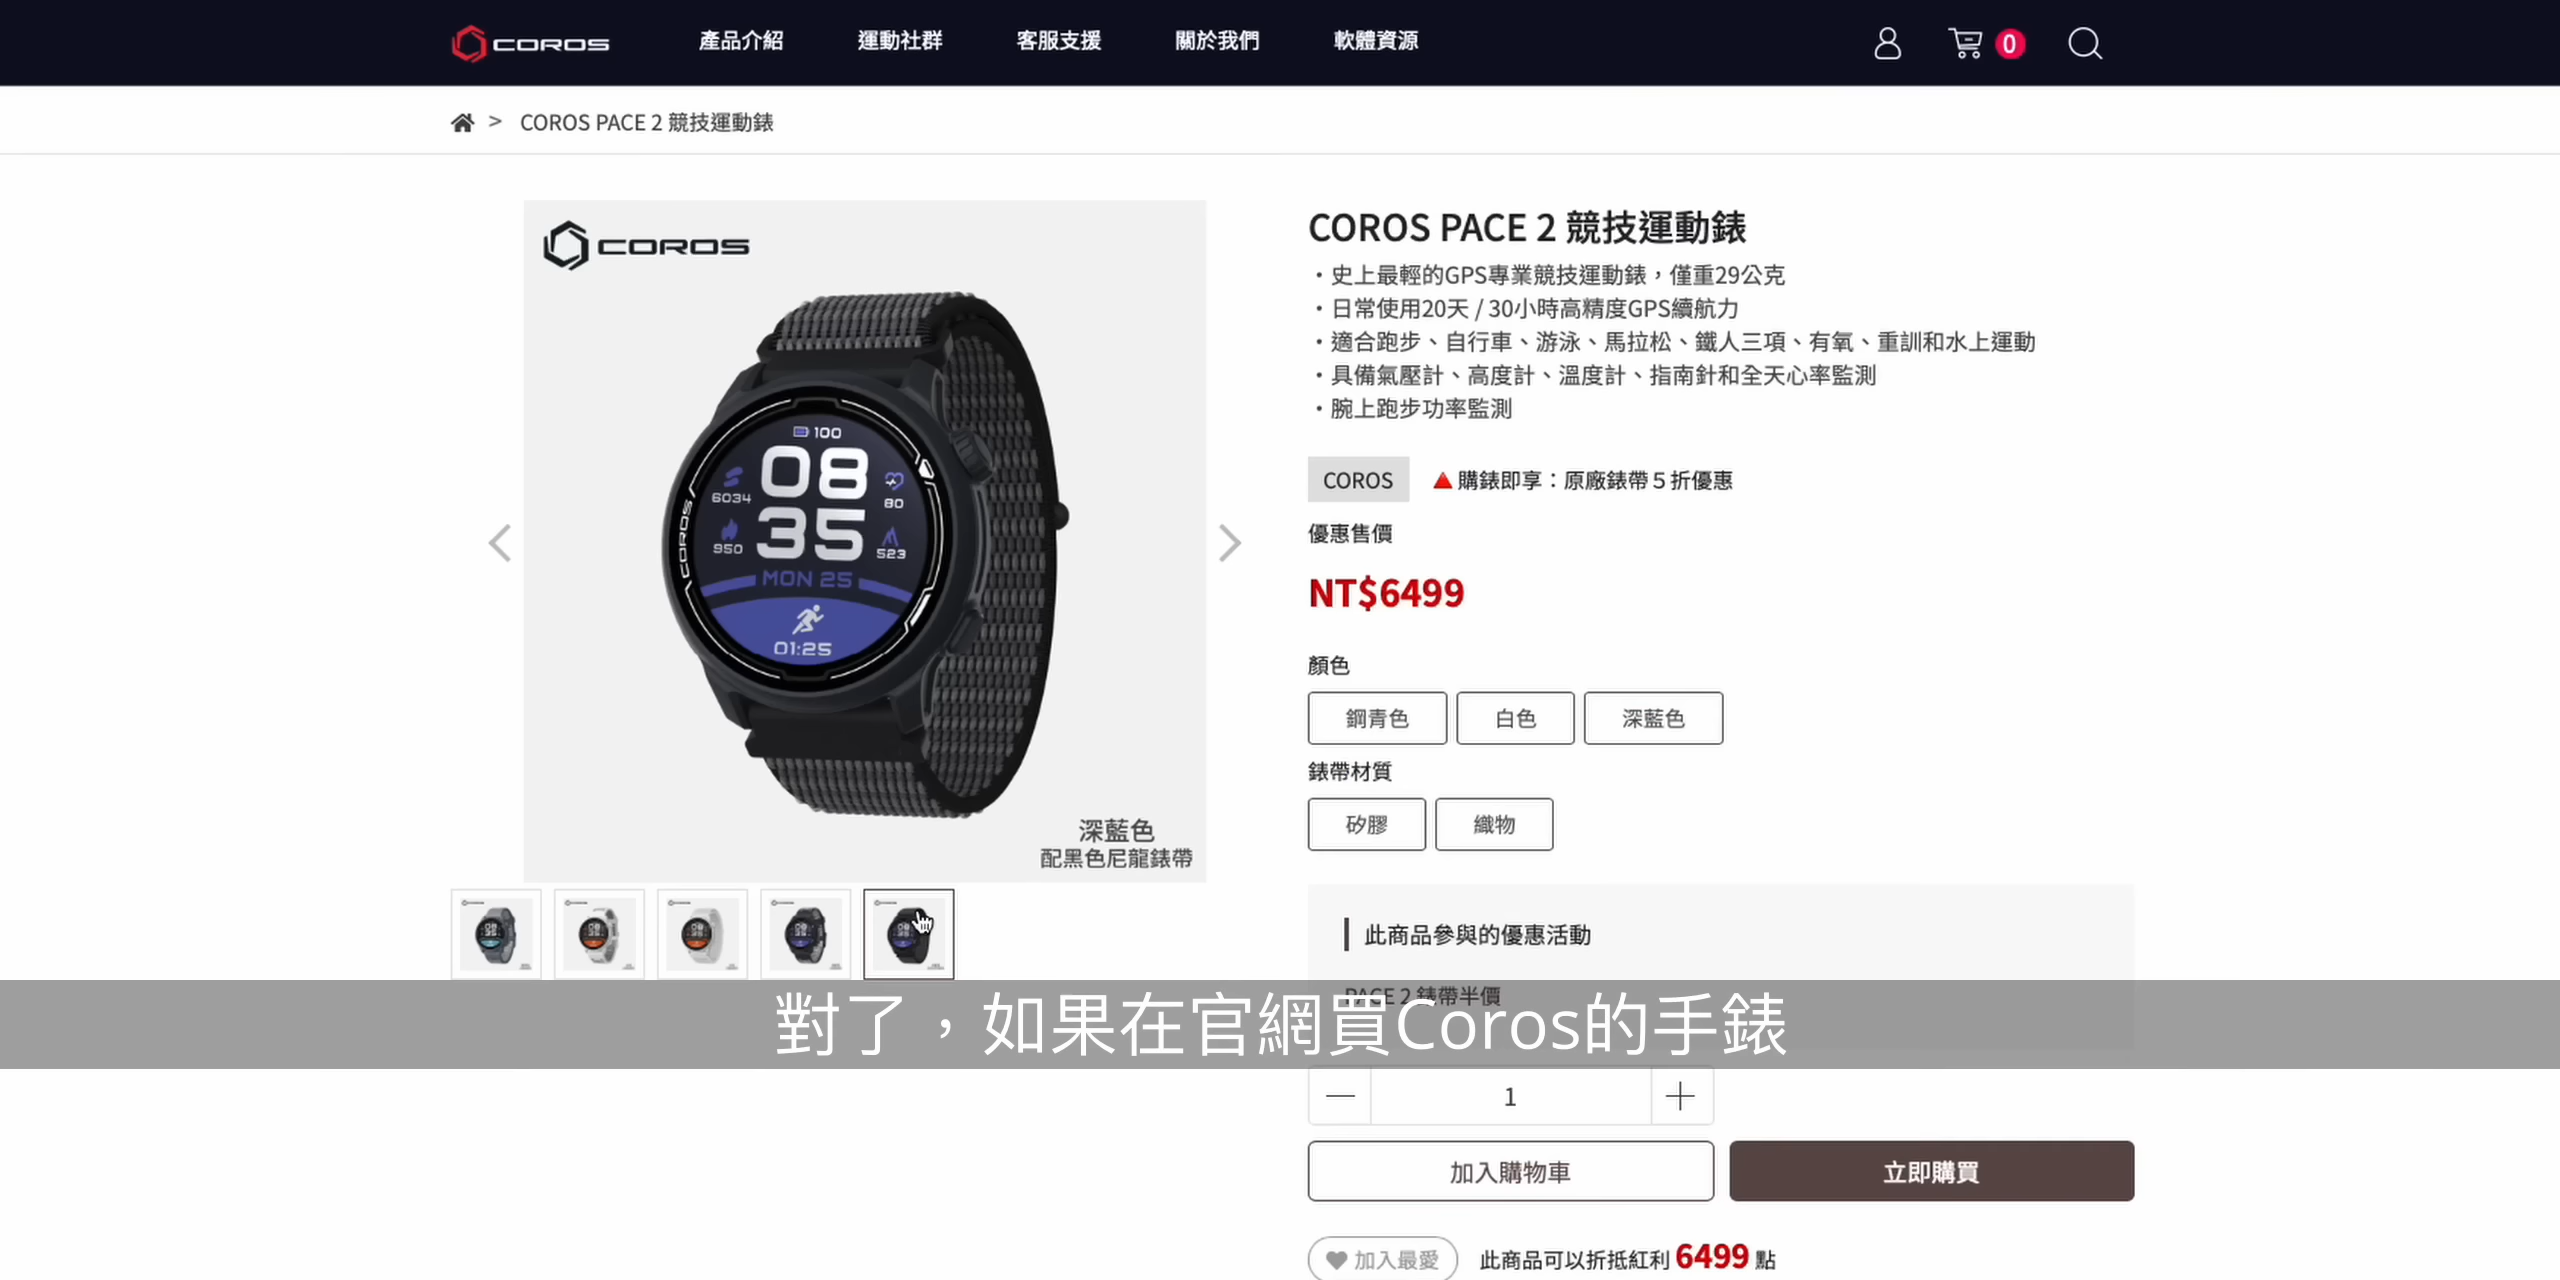 COROS
產品介紹
運動社群
客服支援
關於我們
軟體資源
0
> COROS PACE 2 競技運動錶
COROS
100
08
35
6034
80
950
523
MON 25
01:25
COROS
深藍色
配黑色尼龍錶帶
COROS PACE 2 競技運動錶
・史上最輕的GPS專業競技運動錶，僅重29公克
・日常使用20天 / 30小時高精度GPS續航力
・適合跑步、自行車、游泳、馬拉松、鐵人三項、有氧、重訓和水上運動
・具備氣壓計、高度計、溫度計、指南針和全天心率監測
・腕上跑步功率監測
COROS
🔺購錶即享：原廠錶帶５折優惠
優惠售價
NT$6499
顏色
鋼青色
白色
深藍色
錶帶材質
矽膠
織物
此商品參與的優惠活動
PACE 2 錶帶半價
對了，如果在官網買Coros的手錶
1
加入購物車
立即購買
加入最愛
此商品可以折抵紅利 6499 點